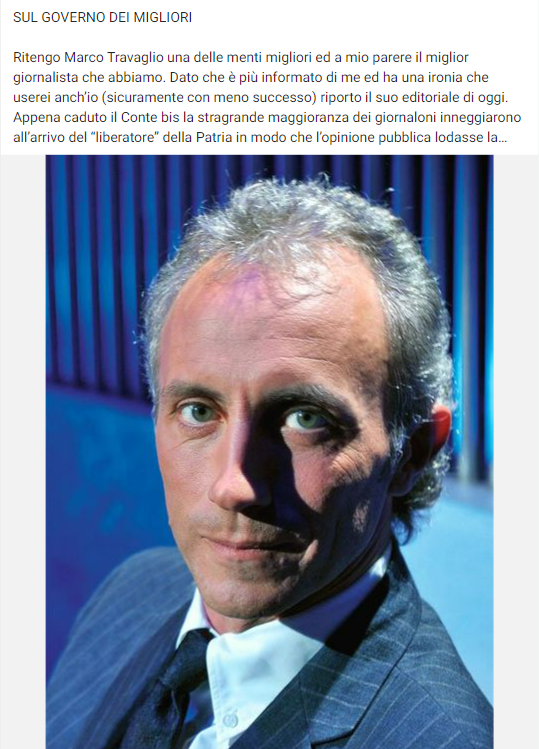 SUL GOVERNO DEI MIGLIORI
Ritengo Marco Travaglio una delle menti migliori ed a mio parere il miglior
giornalista che abbiamo. Dato che è più informato di me ed ha una ironia che
userei anch'io (sicuramente con meno successo) riporto il suo editoriale di oggi.
Appena caduto il Conte bis la stragrande maggioranza dei giornaloni inneggiarono
all'arrivo del “liberatore” della Patria in modo che l'opinione pubblica lodasse la…